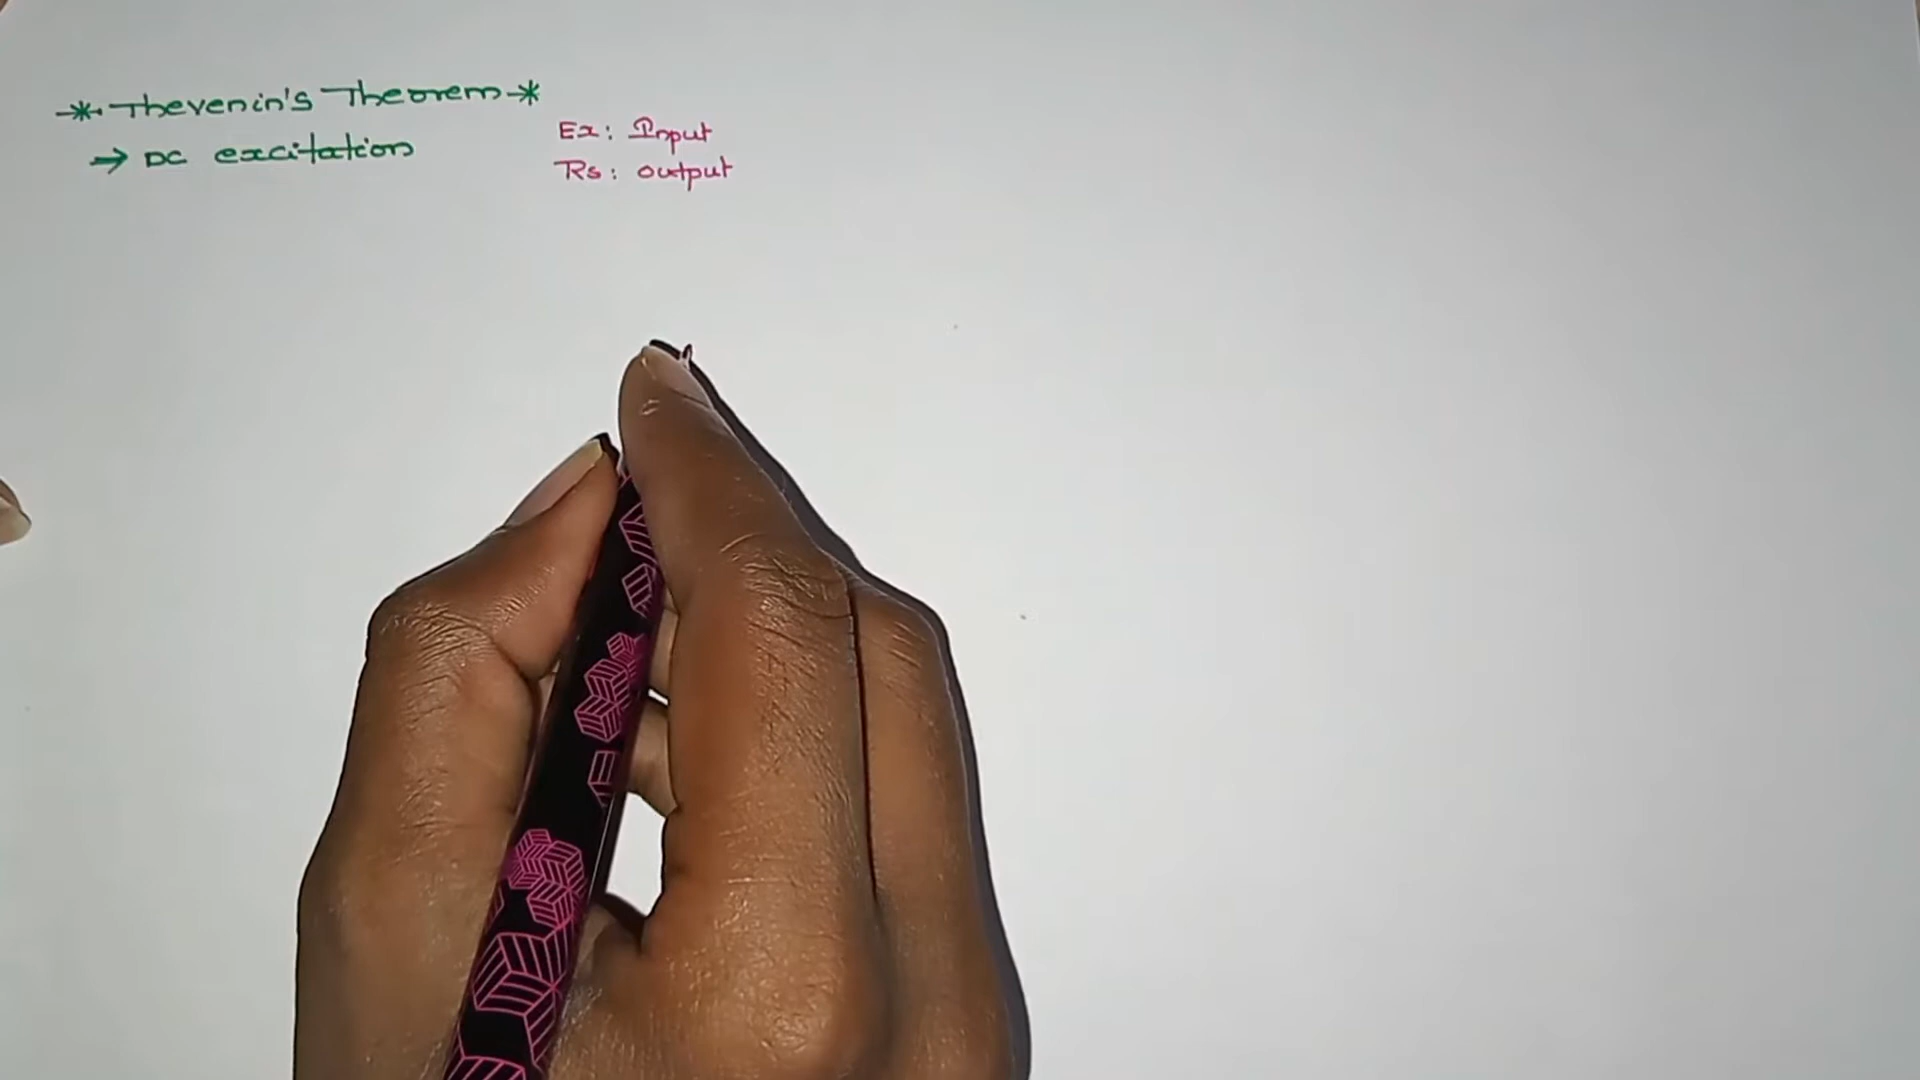 * Thevenin's Theorem *
→ DC excitation
Ex: Input
Rs: output